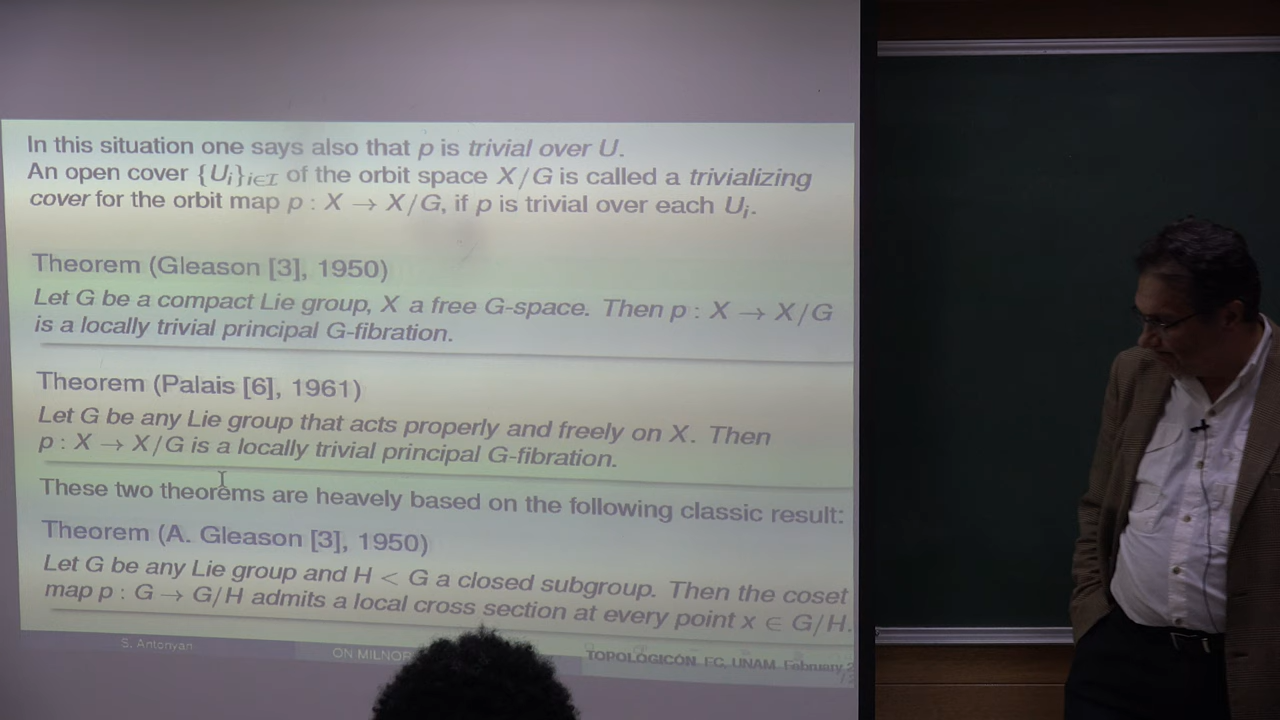 In this situation one says also that p is trivial over U.
An open cover {Uᵢ}ᵢ∈ℐ of the orbit space X/G is called a trivializing
cover for the orbit map p : X → X/G, if p is trivial over each Uᵢ.
Theorem (Gleason [3], 1950)
Let G be a compact Lie group, X a free G-space. Then p : X → X/G
is a locally trivial principal G-fibration.
Theorem (Palais [6], 1961)
Let G be any Lie group that acts properly and freely on X. Then
p : X → X/G is a locally trivial principal G-fibration.
These two theorems are heavely based on the following classic result:
Theorem (A. Gleason [3], 1950)
Let G be any Lie group and H < G a closed subgroup. Then the coset
map p : G → G/H admits a local cross section at every point x ∈ G/H.
S. Antonyan ON MILNOR TOPOLÓGICÓN, FC, UNAM February